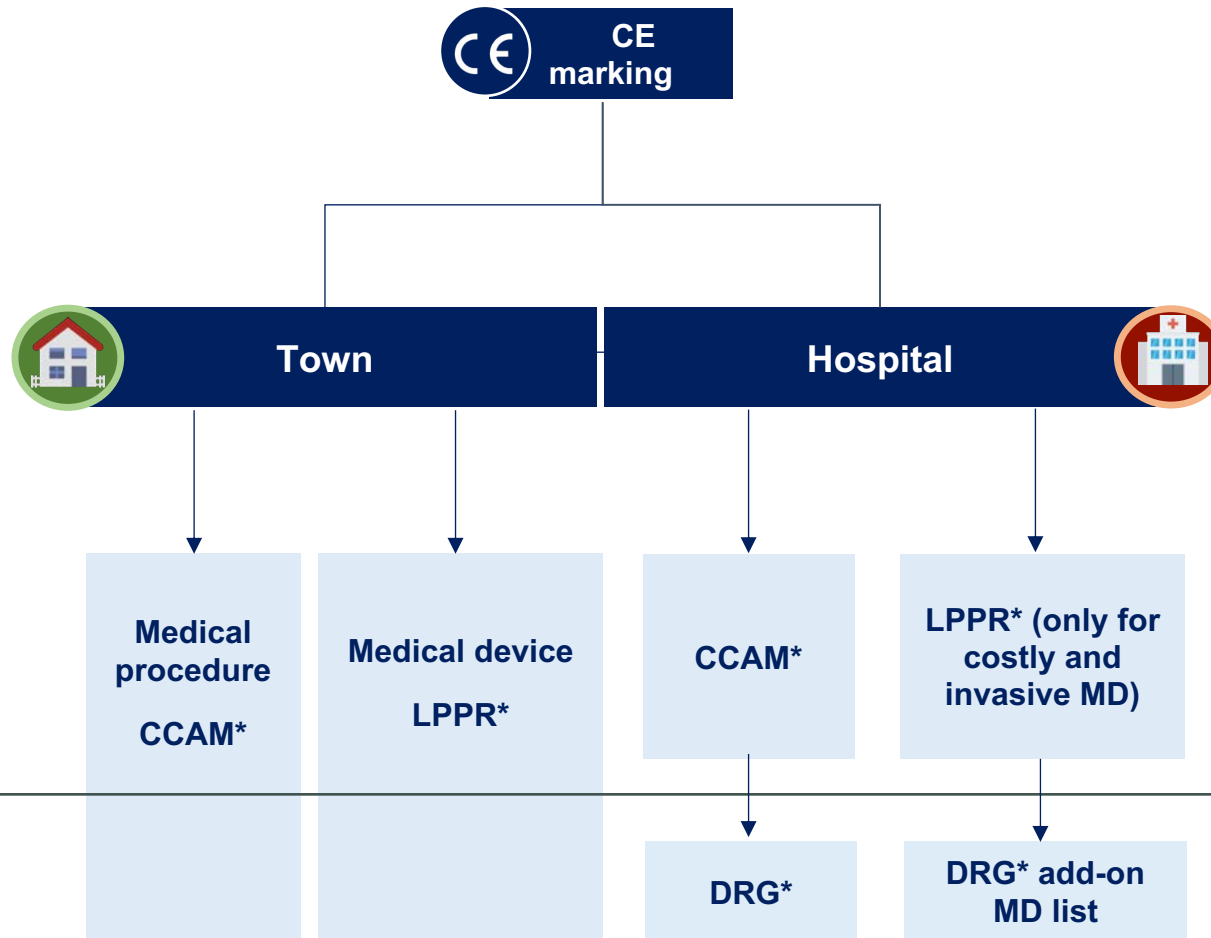 CE
CE
marking
Town
Hospital
Medical
procedure
CCAM*
Medical device
LPPR*
CCAM*
LPPR* (only for
costly and
invasive MD)
DRG*
DRG* add-on
MD list